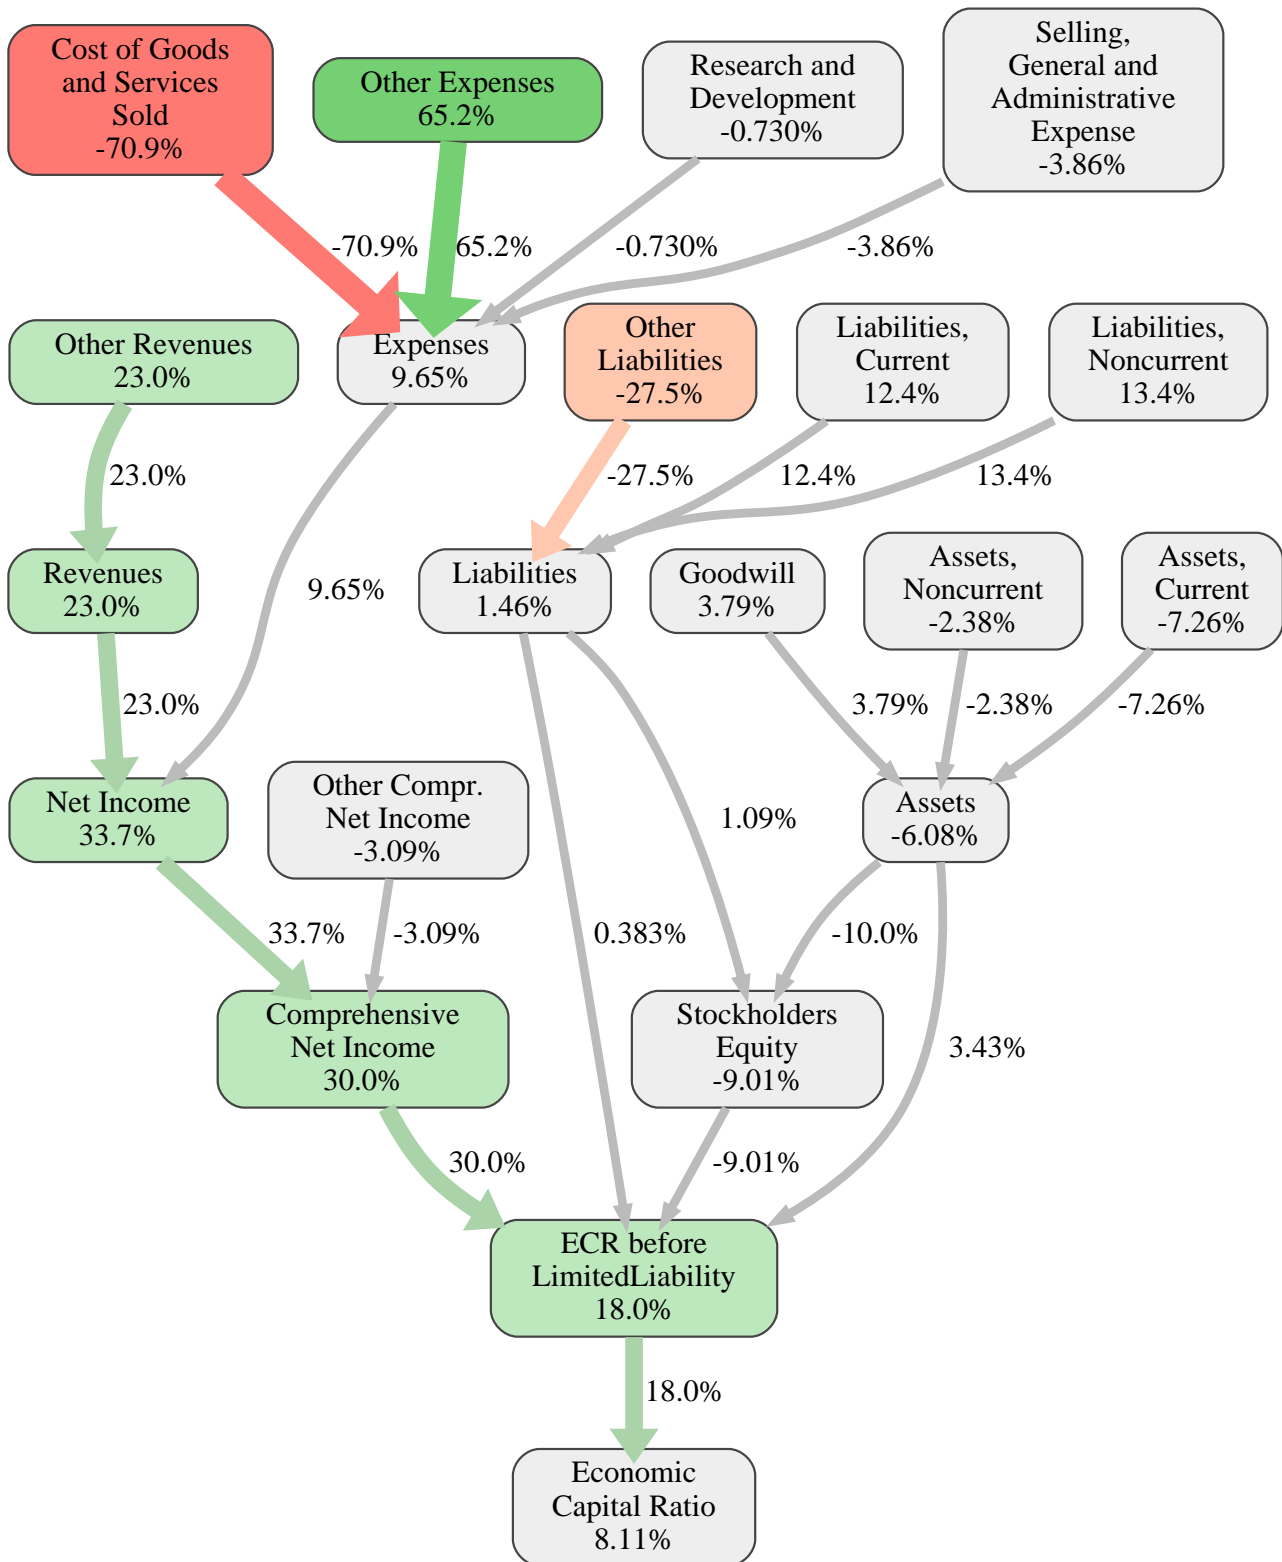 Cost of Goods
and Services
Sold
-70.9%
Other Expenses
65.2%
Research and
Development
-0.730%
Selling,
General and
Administrative
Expense
-3.86%
-70.9%
65.2%
-0.730%
-3.86%
Other Revenues
23.0%
Expenses
9.65%
Other
Liabilities
-27.5%
Liabilities,
Current
12.4%
Liabilities,
Noncurrent
13.4%
23.0%
-27.5%
12.4%
13.4%
Revenues
23.0%
9.65%
Liabilities
1.46%
Goodwill
3.79%
Assets,
Noncurrent
-2.38%
Assets,
Current
-7.26%
23.0%
3.79%
-2.38%
-7.26%
Net Income
33.7%
Other Compr.
Net Income
-3.09%
1.09%
Assets
-6.08%
33.7%
-3.09%
0.383%
-10.0%
Comprehensive
Net Income
30.0%
Stockholders
Equity
-9.01%
3.43%
30.0%
-9.01%
ECR before
LimitedLiability
18.0%
18.0%
Economic
Capital Ratio
8.11%